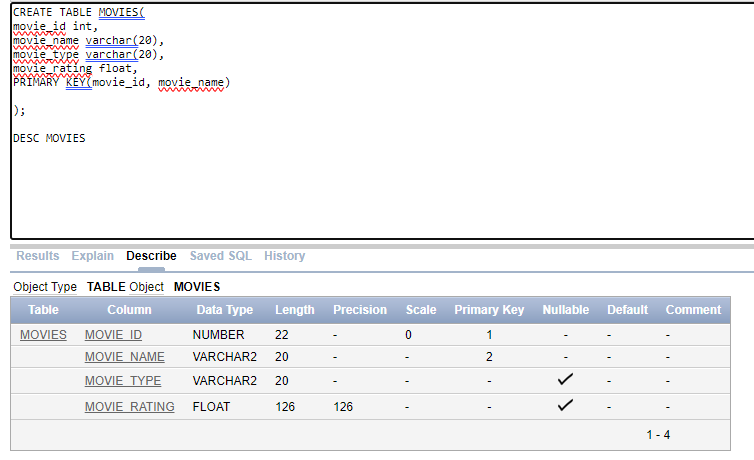 CREATE TABLE MOVIES(
movie_id int,
movie_name varchar(20),
movie_type varchar(20),
movie_rating float,
PRIMARY KEY(movie_id, movie_name)
);
DESC MOVIES
Results Explain Describe Saved SQL History
Object Type TABLE Object MOVIES
Table Column Data Type Length Precision Scale Primary Key Nullable Default Comment
MOVIES MOVIE_ID NUMBER 22 - 0 1 - - -
MOVIE_NAME VARCHAR2 20 - - 2 - - -
MOVIE_TYPE VARCHAR2 20 - - - ✓ - -
MOVIE_RATING FLOAT 126 126 - - ✓ - -
1 - 4